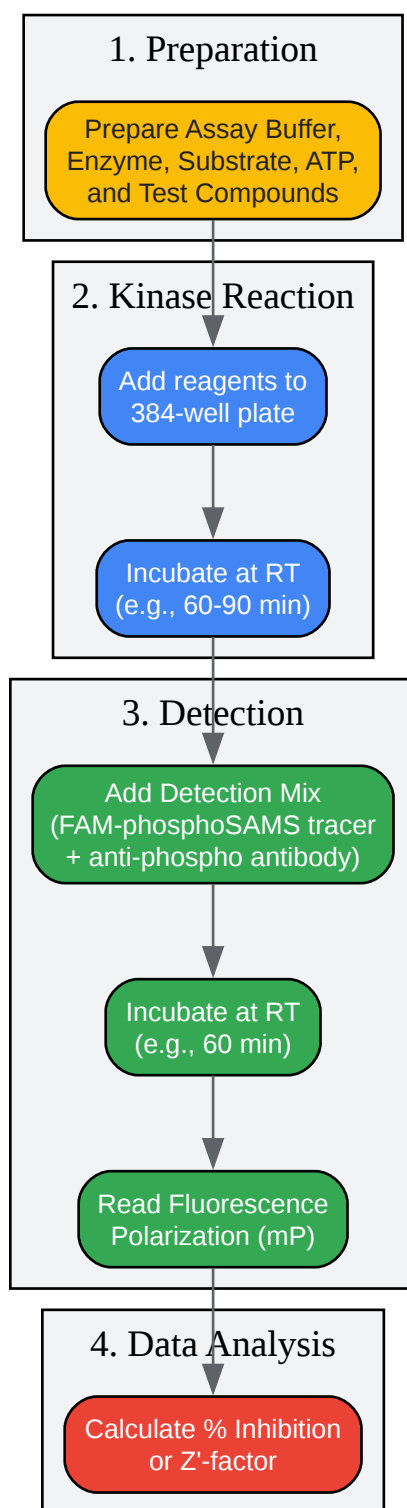 1. Preparation
Prepare Assay Buffer,
Enzyme, Substrate, ATP,
and Test Compounds
2. Kinase Reaction
Add reagents to
384-well plate
Incubate at RT
(e.g., 60-90 min)
3. Detection
Add Detection Mix
(FAM-phosphoSAMS tracer
+ anti-phospho antibody)
Incubate at RT
(e.g., 60 min)
Read Fluorescence
Polarization (mP)
4. Data Analysis
Calculate % Inhibition
or Z'-factor